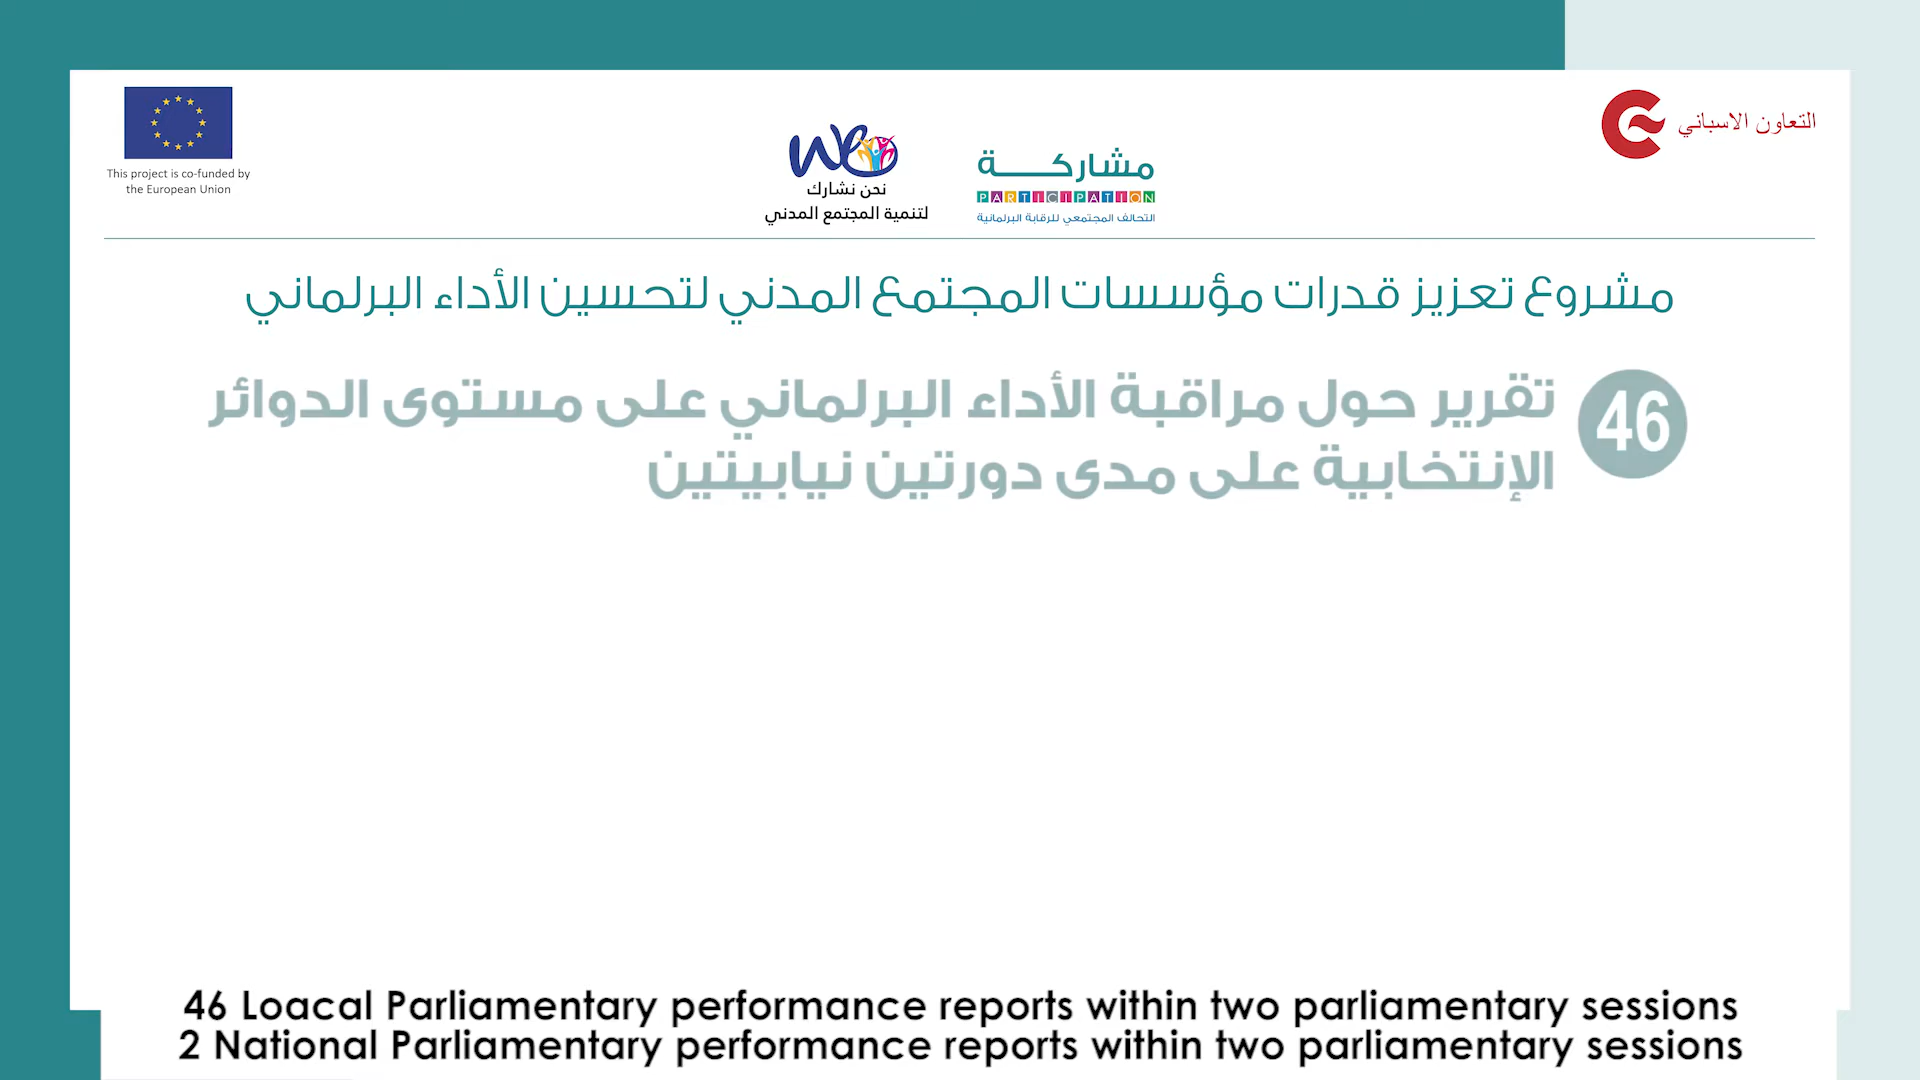 This project is co-funded by
the European Union
we
نحن نشارك
لتنمية المجتمع المدني
مشاركة
PARTICIPATION
التحالف المجتمعي للرقابة البرلمانية
التعاون الاسباني
مشروع تعزيز قدرات مؤسسات المجتمع المدني لتحسين الأداء البرلماني
46
تقرير حول مراقبة الأداء البرلماني على مستوى الدوائر
الإنتخابية على مدى دورتين نيابيتين
46 Loacal Parliamentary performance reports within two parliamentary sessions
2 National Parliamentary performance reports within two parliamentary sessions